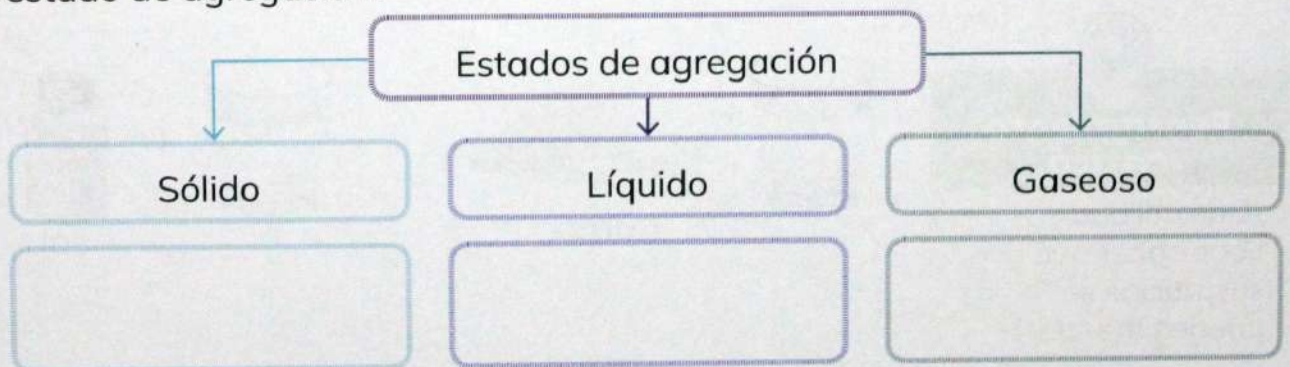 estado de agregación
Estados de agregación
Sólido
Líquido
Gaseoso